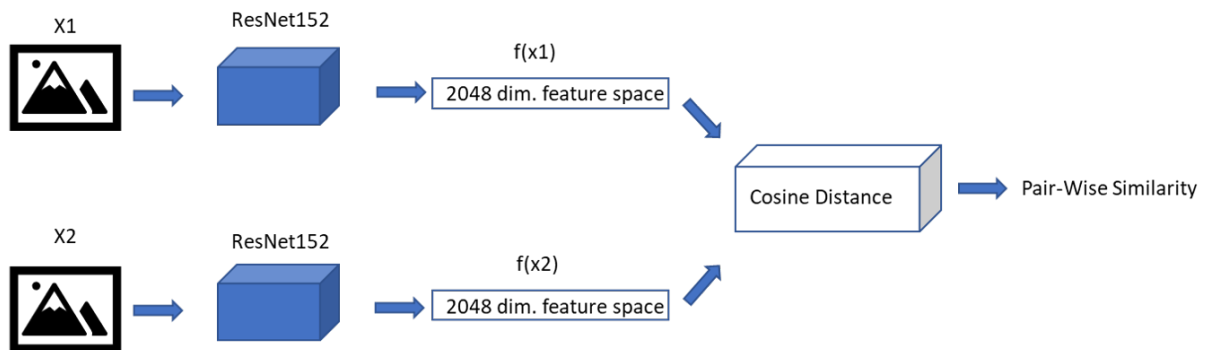 X1
ResNet152
f(x1)
2048 dim. feature space
Cosine Distance
Pair-Wise Similarity
X2
ResNet152
f(x2)
2048 dim. feature space